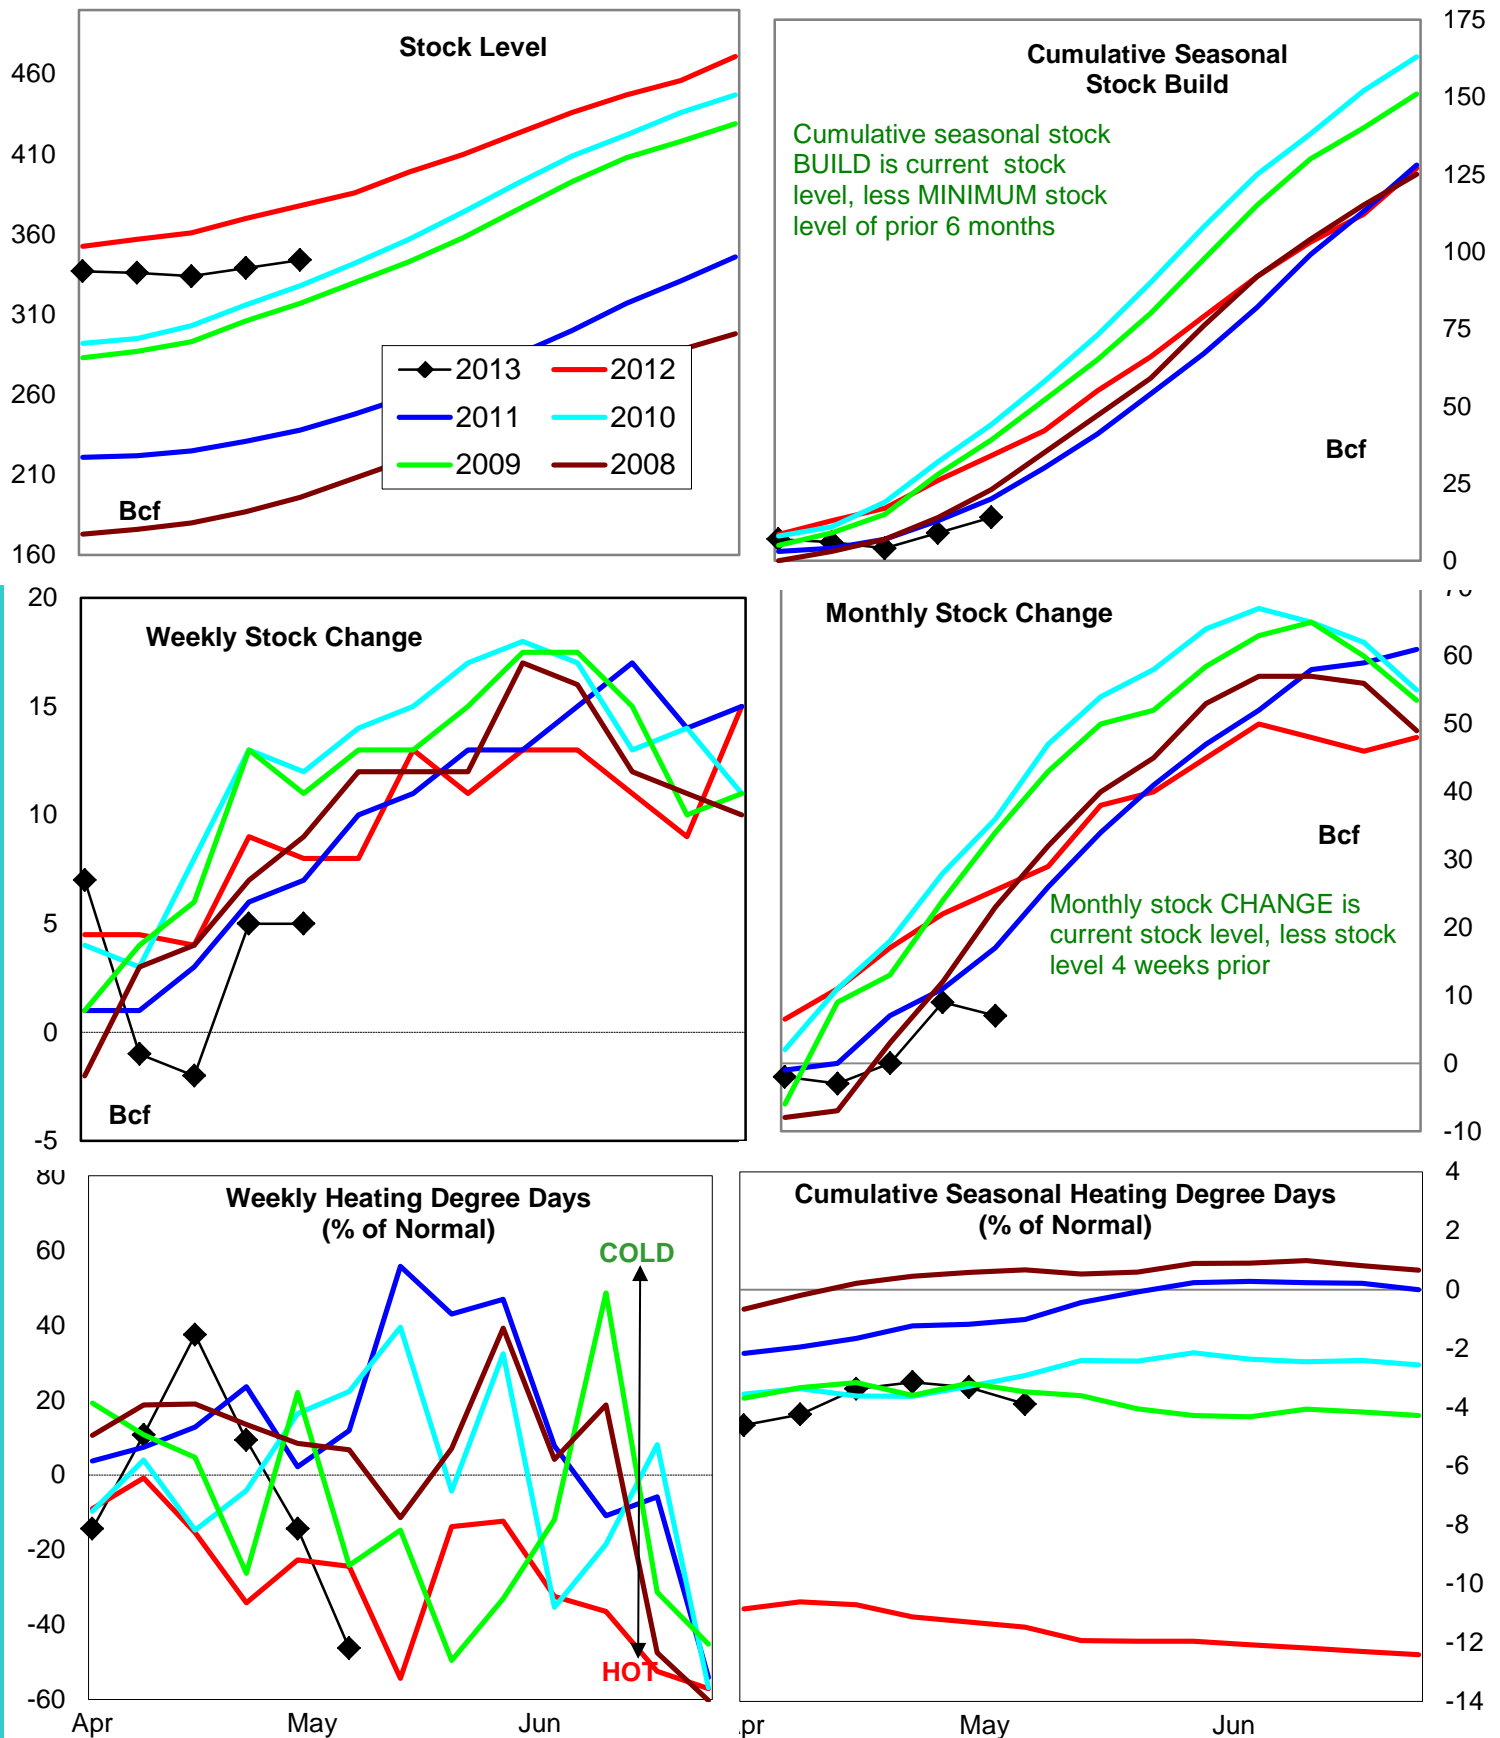 Stock Level
460
410
360
310
260
210
160
Bcf
2013
2012
2011
2010
2009
2008
Cumulative Seasonal
Stock Build
Cumulative seasonal stock
BUILD is current stock
level, less MINIMUM stock
level of prior 6 months
Bcf
175
150
125
100
75
50
25
0
Weekly Stock Change
20
15
10
5
0
-5
Bcf
Monthly Stock Change
Bcf
Monthly stock CHANGE is
current stock level, less stock
level 4 weeks prior
70
60
50
40
30
20
10
0
-10
Weekly Heating Degree Days
(% of Normal)
COLD
HOT
80
60
40
20
0
-20
-40
-60
Apr
May
Jun
Cumulative Seasonal Heating Degree Days
(% of Normal)
4
2
0
-2
-4
-6
-8
-10
-12
-14
pr
May
Jun